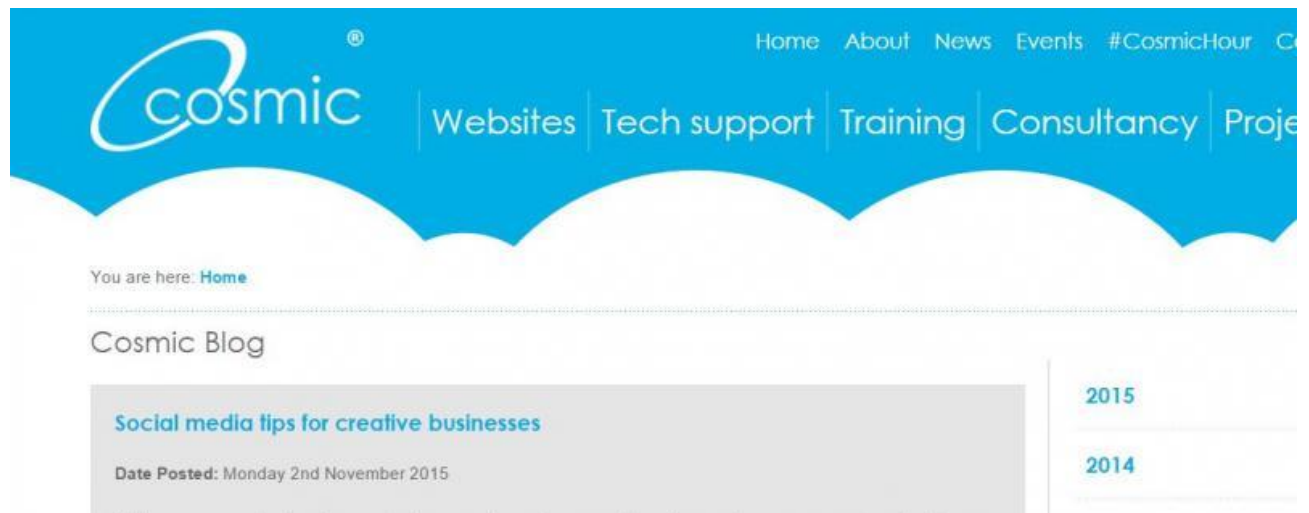 cosmic ®
Home About News Events #CosmicHour
Websites Tech support Training Consultancy
You are here: Home
Cosmic Blog
Social media tips for creative businesses
Date Posted: Monday 2nd November 2015
2015
2014